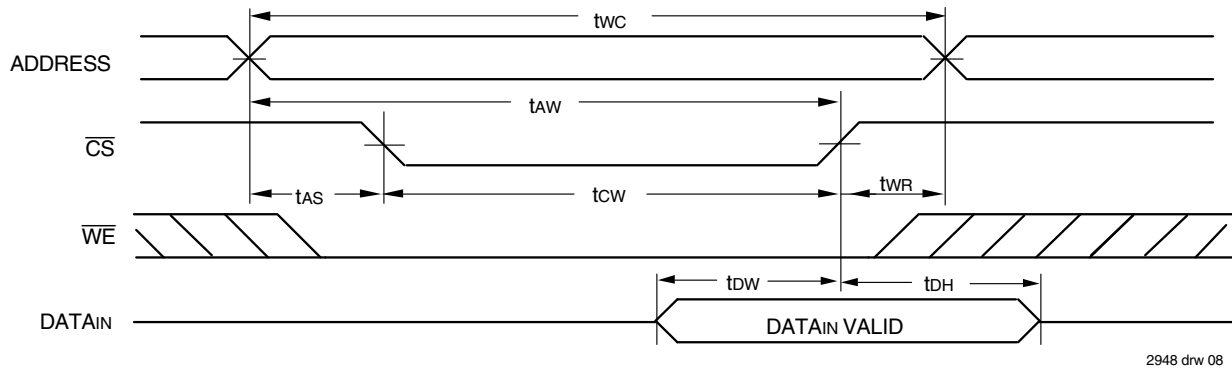 tWC
ADDRESS
tAW
CS
tAS
tCW
tWR
WE
tDW
tDH
DATAIN
DATAIN VALID
2948 drw 08